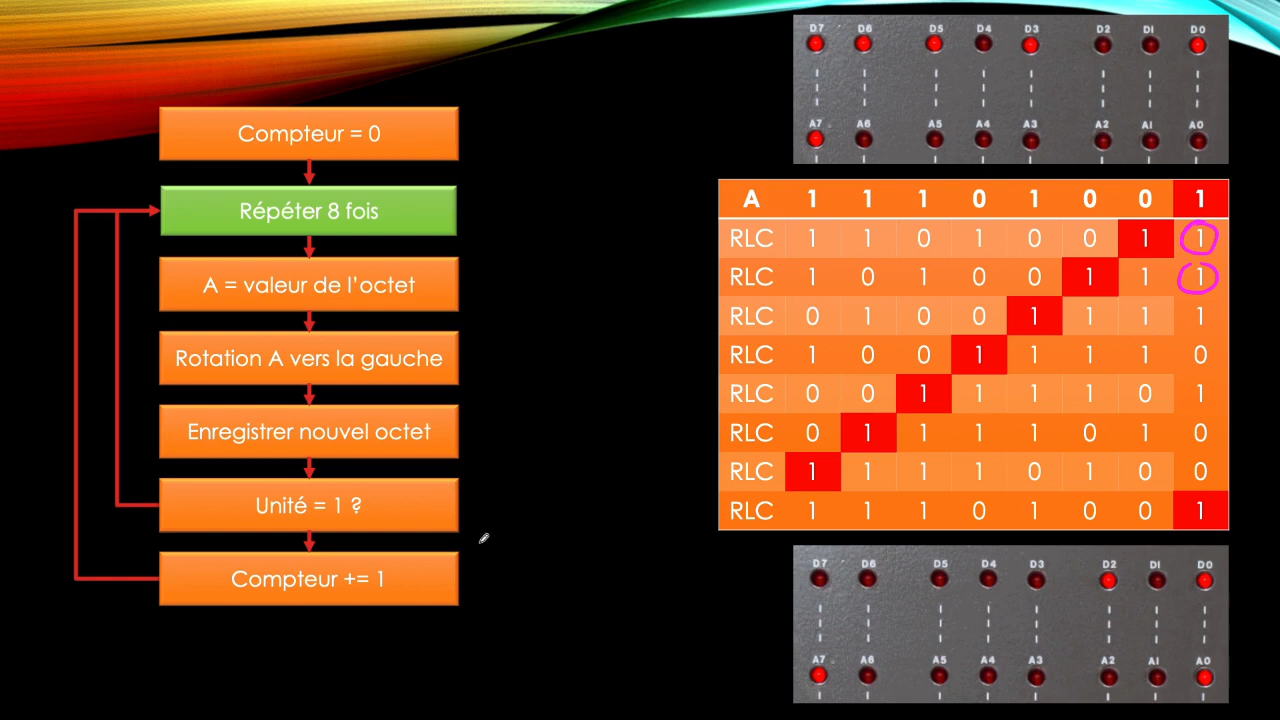 Compteur = 0
Répéter 8 fois
A = valeur de l'octet
Rotation A vers la gauche
Enregistrer nouvel octet
Unité = 1 ?
Compteur += 1
D7 D6 D5 D4 D3 D2 D1 D0
A7 A6 A5 A4 A3 A2 A1 A0
A 1 1 1 0 1 0 0 1
RLC 1 1 0 1 0 0 1 1
RLC 1 0 1 0 0 1 1 1
RLC 0 1 0 0 1 1 1 1
RLC 1 0 0 1 1 1 1 0
RLC 0 0 1 1 1 1 0 1
RLC 0 1 1 1 1 0 1 0
RLC 1 1 1 1 0 1 0 0
RLC 1 1 1 0 1 0 0 1
D7 D6 D5 D4 D3 D2 D1 D0
A7 A6 A5 A4 A3 A2 A1 A0